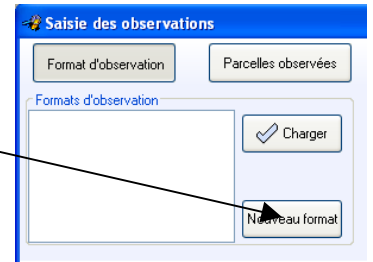 Saisie des observations
Format d'observation Parcelles observées
Formats d'observation
Charger
Nouveau format